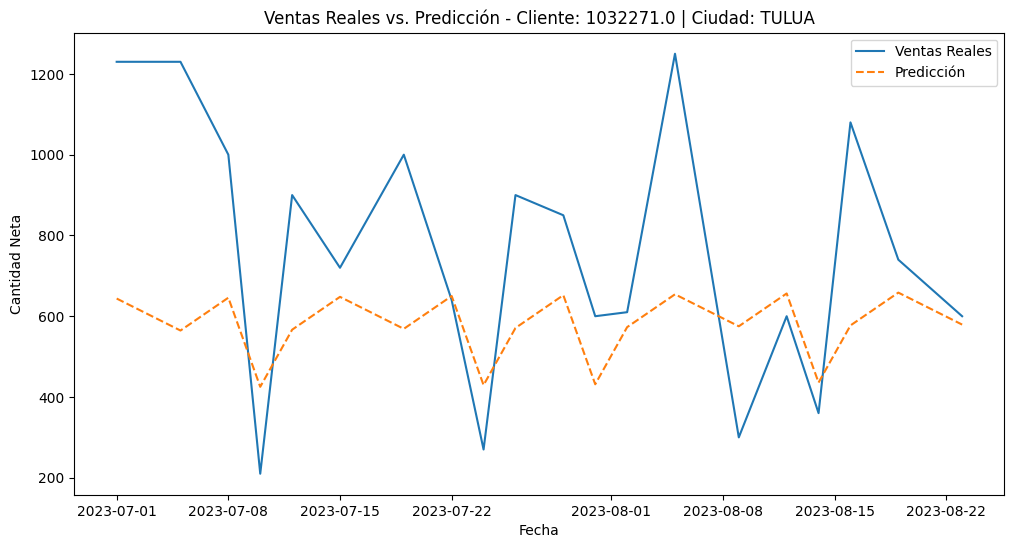 Ventas Reales vs. Predicción - Cliente: 1032271.0 | Ciudad: TULUA
Ventas Reales
Predicción
Cantidad Neta
1200
1000
800
600
400
200
2023-07-01
2023-07-08
2023-07-15
2023-07-22
2023-08-01
2023-08-08
2023-08-15
2023-08-22
Fecha